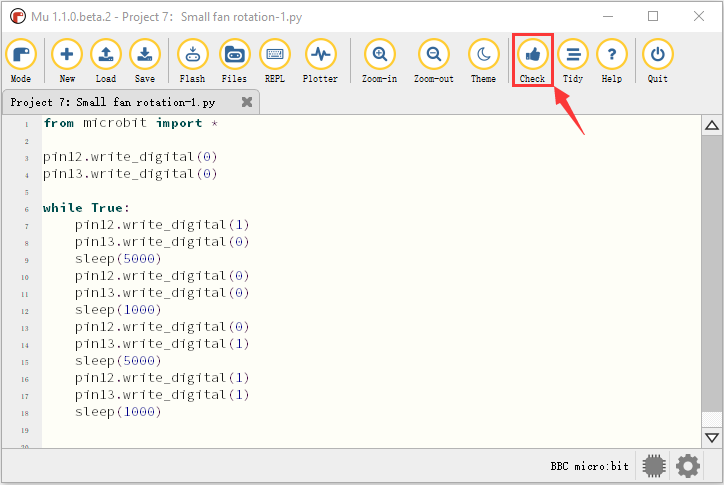 Mu 1.1.0.beta.2 - Project 7: Small fan rotation-1.py
Mode New Load Save Flash Files REPL Plotter Zoom-in Zoom-out Theme Check Tidy Help Quit
Project 7: Small fan rotation-1.py
1 from microbit import *
2
3 pin12.write_digital(0)
4 pin13.write_digital(0)
5
6 while True:
7 pin12.write_digital(1)
8 pin13.write_digital(0)
9 sleep(5000)
10 pin12.write_digital(0)
11 pin13.write_digital(0)
12 sleep(1000)
13 pin12.write_digital(0)
14 pin13.write_digital(1)
15 sleep(5000)
16 pin12.write_digital(1)
17 pin13.write_digital(1)
18 sleep(1000)
19
20
BBC micro:bit